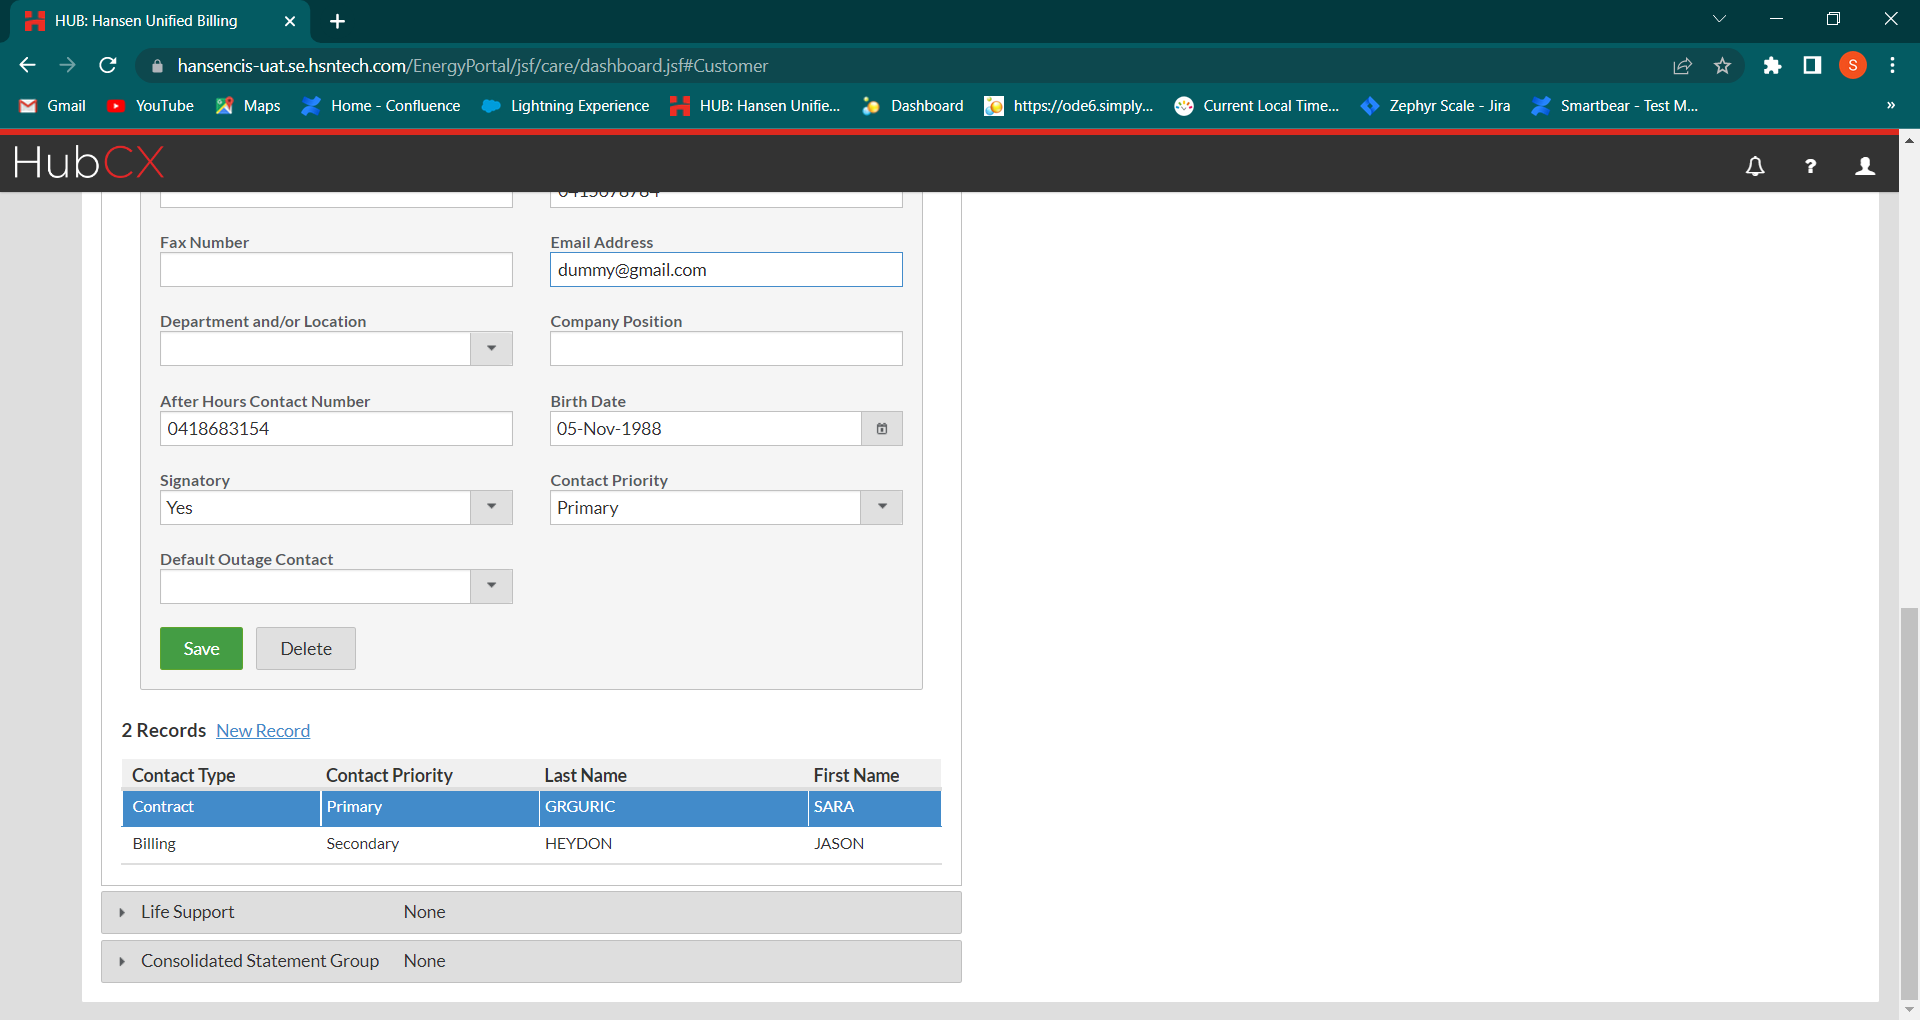 HUB: Hansen Unified Billing
hansencis-uat.se.hsntech.com/EnergyPortal/jsf/care/dashboard.jsf#Customer
S
Gmail YouTube Maps Home - Confluence Lightning Experience HUB: Hansen Unifie... Dashboard https://ode6.simply... Current Local Time... Zephyr Scale - Jira Smartbear - Test M... »
HubCX ?
Fax Number Email Address
dummy@gmail.com
Department and/or Location Company Position
After Hours Contact Number Birth Date
0418683154 05-Nov-1988
Signatory Contact Priority
Yes Primary
Default Outage Contact
Save Delete
2 Records New Record
Contact Type Contact Priority Last Name First Name
Contract Primary GRGURIC SARA
Billing Secondary HEYDON JASON
Life Support None
Consolidated Statement Group None